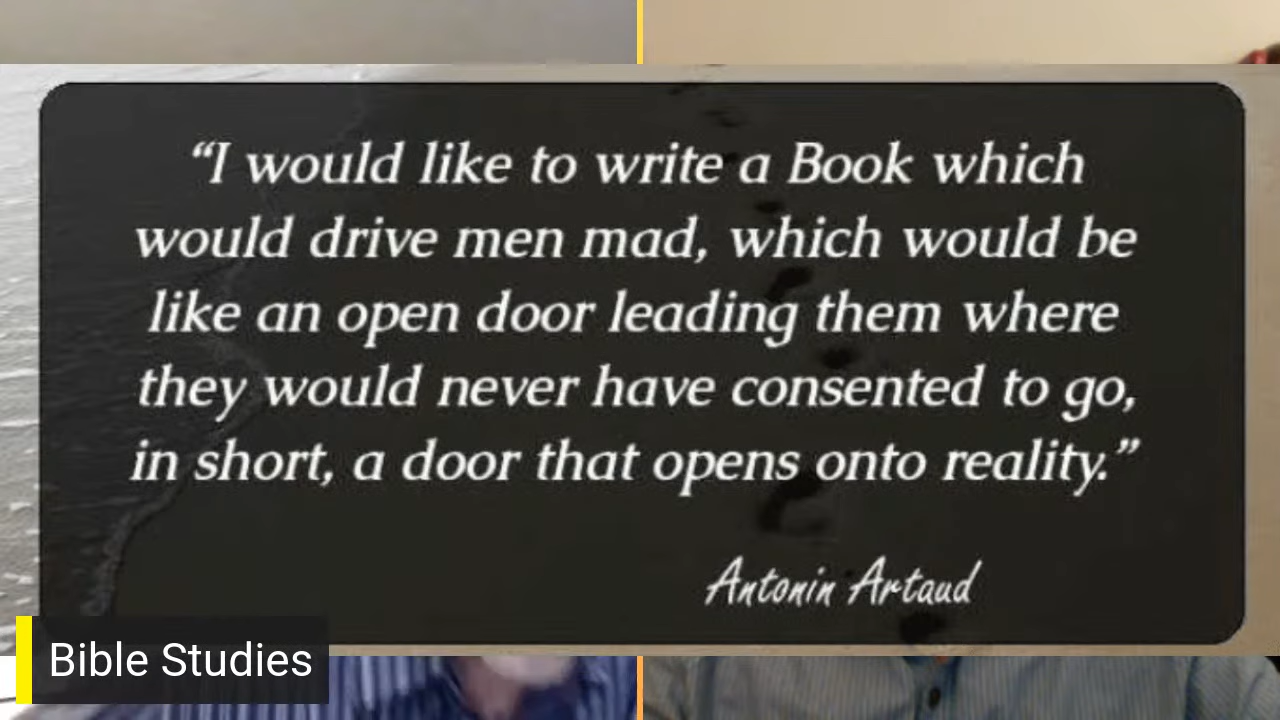 “I would like to write a Book which
would drive men mad, which would be
like an open door leading them where
they would never have consented to go,
in short, a door that opens onto reality.”
Antonin Artaud
Bible Studies